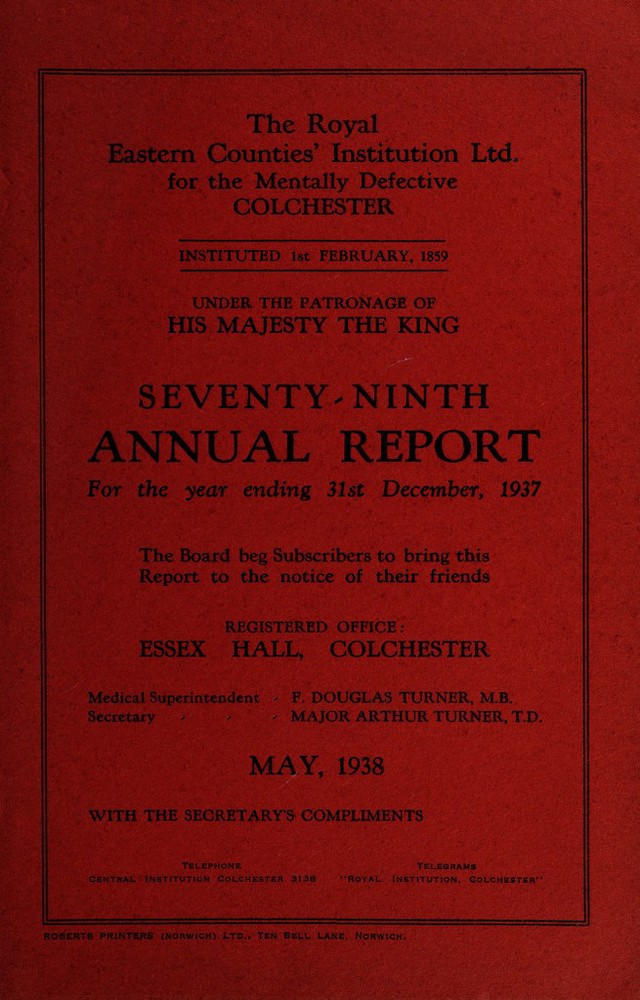 The Royal
Eastern Counties' Institution Ltd.
for the Mentally Defective
COLCHESTER
INSTITUTED 1st FEBRUARY, 1859
UNDER THE PATRONAGE OF
HIS MAJESTY THE KING
SEVENTY-NINTH
ANNUAL REPORT
For the year ending 31st December, 1937
The Board beg Subscribers to bring this
Report to the notice of their friends
REGISTERED OFFICE:
ESSEX HALL, COLCHESTER
Medical Superintendent - F. DOUGLAS TURNER, M.B.
Secretary - - - MAJOR ARTHUR TURNER, T.D.
MAY, 1938
WITH THE SECRETARY'S COMPLIMENTS
TELEPHONE TELEGRAMS
CENTRAL INSTITUTION COLCHESTER 3138 "ROYAL INSTITUTION, COLCHESTER"
ROBERTS PRINTERS (NORWICH) LTD., TEN BELL LANE, NORWICH.